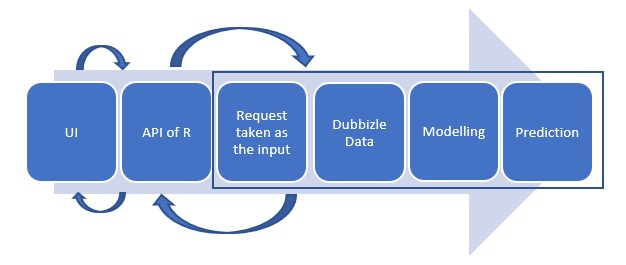 UI
API of R
Request
taken as
the input
Dubbizle
Data
Modelling
Prediction